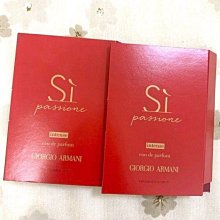 Sì
passione
intense
eau de parfum
GIORGIO ARMANI
Sì
passione
intense
eau de parfum
GIORGIO ARMANI